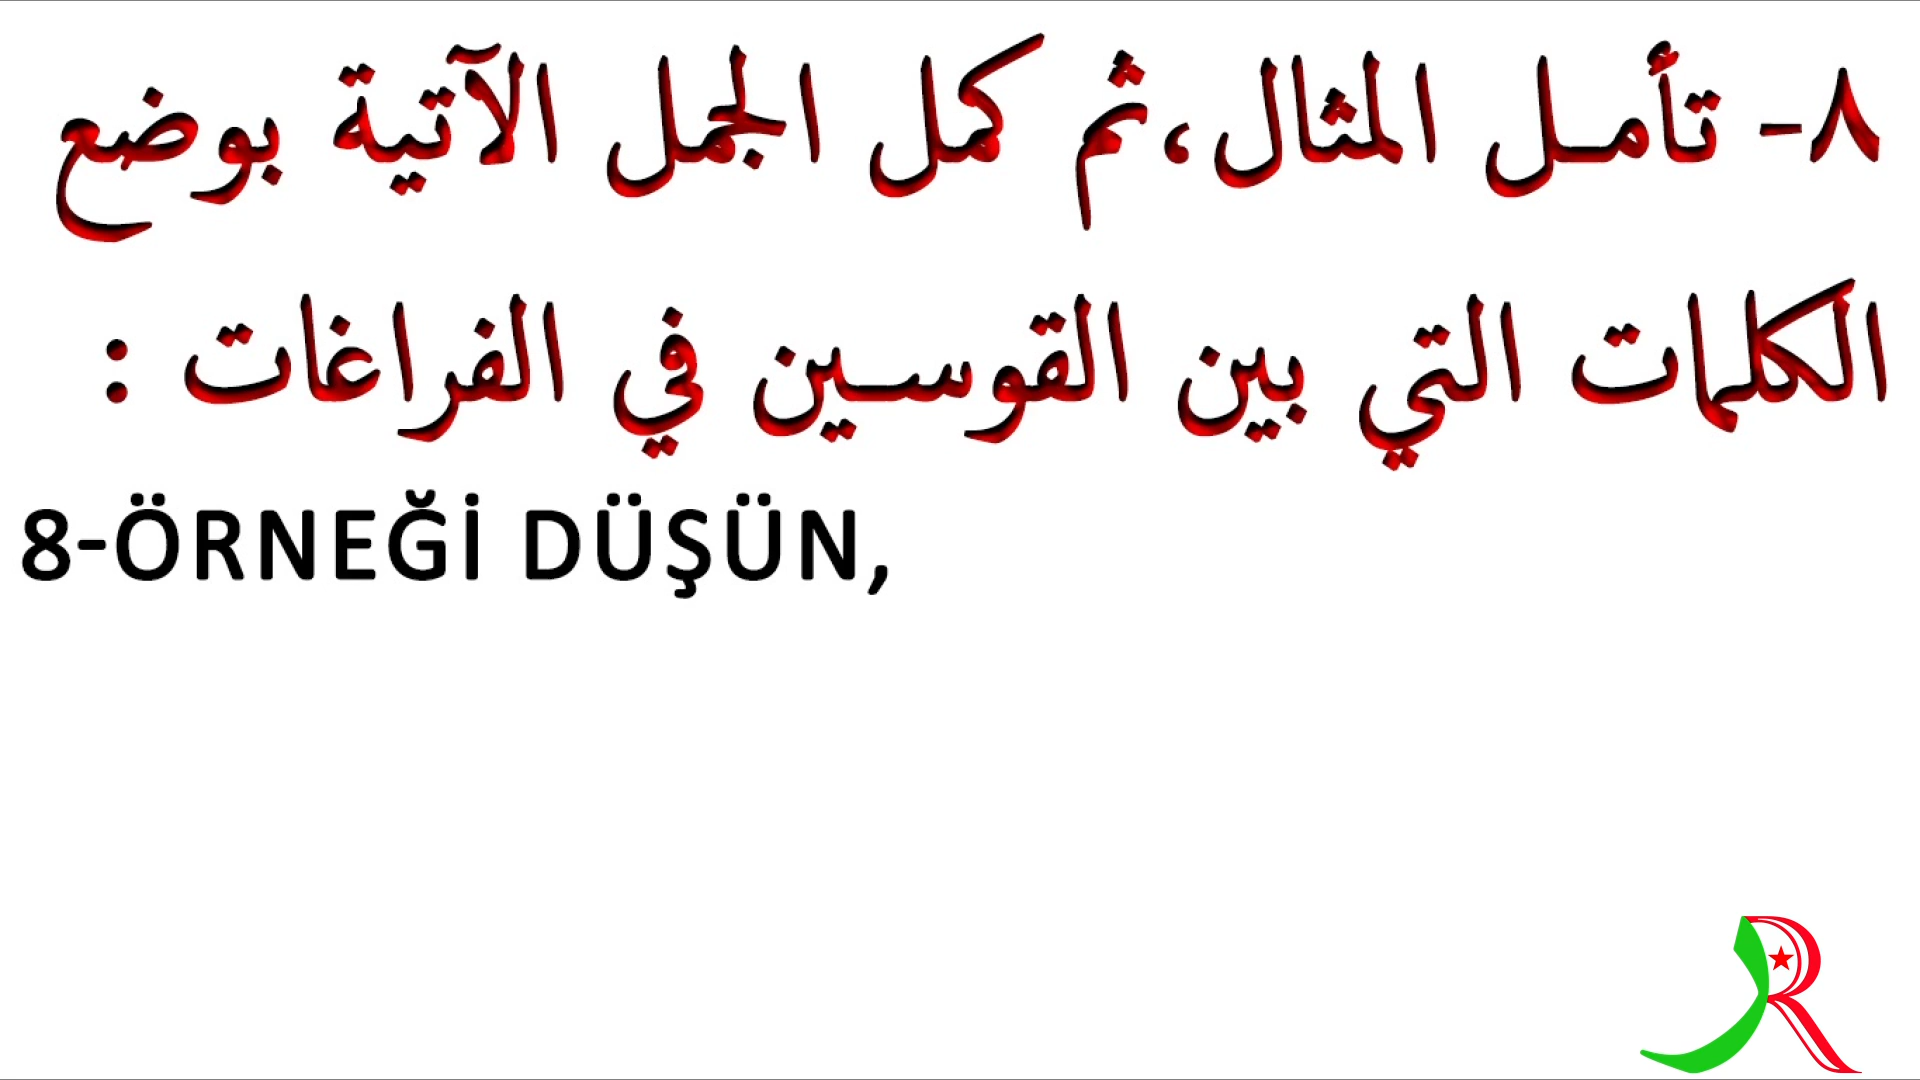 ٨- تأمـل المثال،ثم كمل الجمل الآتية بوضع
الكلمات التي بين القوسـين في الفراغات :
8-ÖRNEĞİ DÜŞÜN,